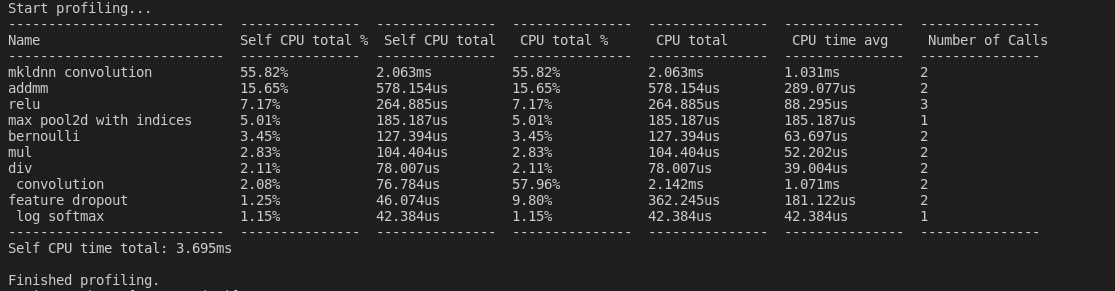 Start profiling...
---------------------------  ---------------  ---------------  ---------------  ---------------  ---------------  ---------------
Name                         Self CPU total %  Self CPU total   CPU total %      CPU total        CPU time avg     Number of Calls
---------------------------  ---------------  ---------------  ---------------  ---------------  ---------------  ---------------
mkldnn convolution           55.82%           2.063ms          55.82%           2.063ms          1.031ms          2
addmm                        15.65%           578.154us        15.65%           578.154us        289.077us        2
relu                         7.17%            264.885us        7.17%            264.885us        88.295us         3
max pool2d with indices      5.01%            185.187us        5.01%            185.187us        185.187us        1
bernoulli                    3.45%            127.394us        3.45%            127.394us        63.697us         2
mul                          2.83%            104.404us        2.83%            104.404us        52.202us         2
div                          2.11%            78.007us         2.11%            78.007us         39.004us         2
 convolution                 2.08%            76.784us         57.96%           2.142ms          1.071ms          2
feature dropout              1.25%            46.074us         9.80%            362.245us        181.122us        2
 log softmax                 1.15%            42.384us         1.15%            42.384us         42.384us         1
---------------------------  ---------------  ---------------  ---------------  ---------------  ---------------  ---------------
Self CPU time total: 3.695ms

Finished profiling.